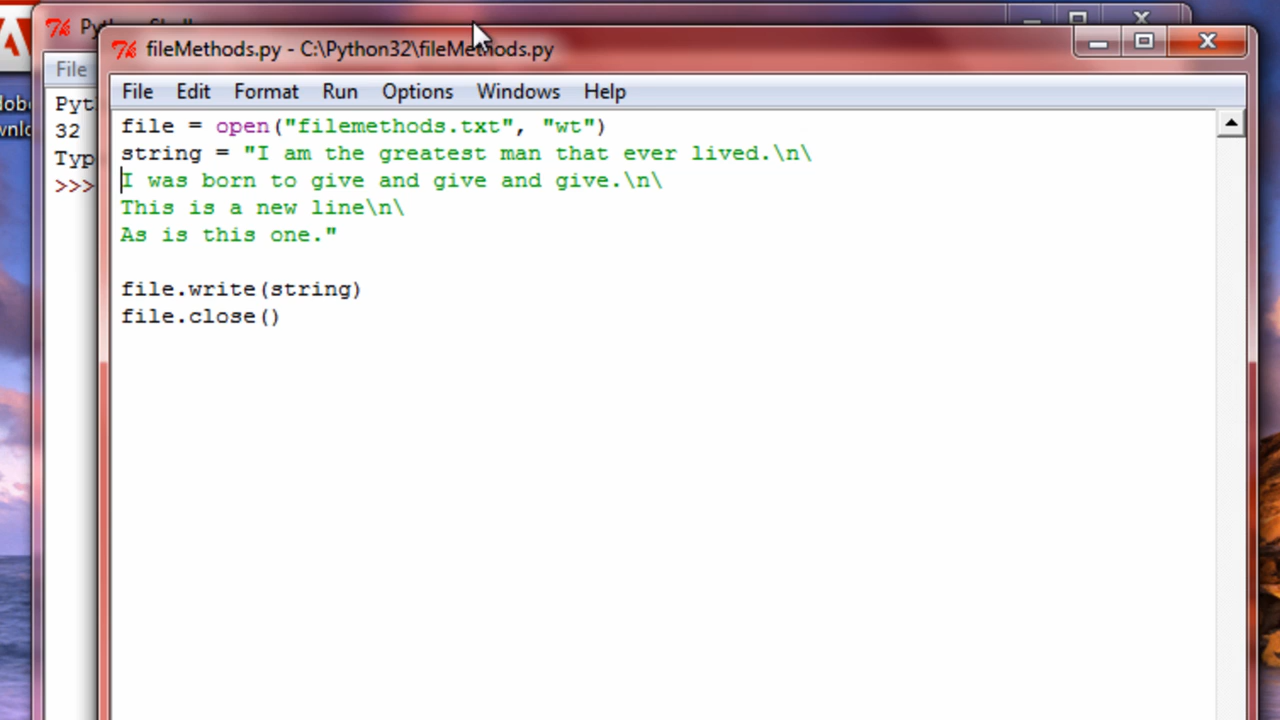 fileMethods.py - C:\Python32\fileMethods.py
File Edit Format Run Options Windows Help
file = open("filemethods.txt", "wt")
string = "I am the greatest man that ever lived.\n\
I was born to give and give and give.\n\
This is a new line\n\
As is this one."
file.write(string)
file.close()
File
32
>>>